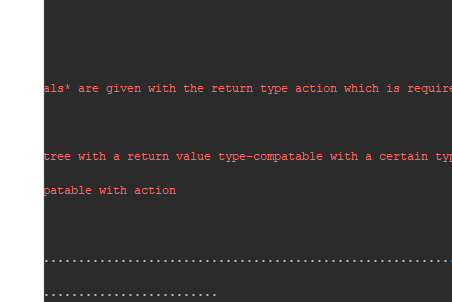 als* are given with the return type action which is require
tree with a return value type-compatable with a certain typ
patable with action
..........................................................
.........................